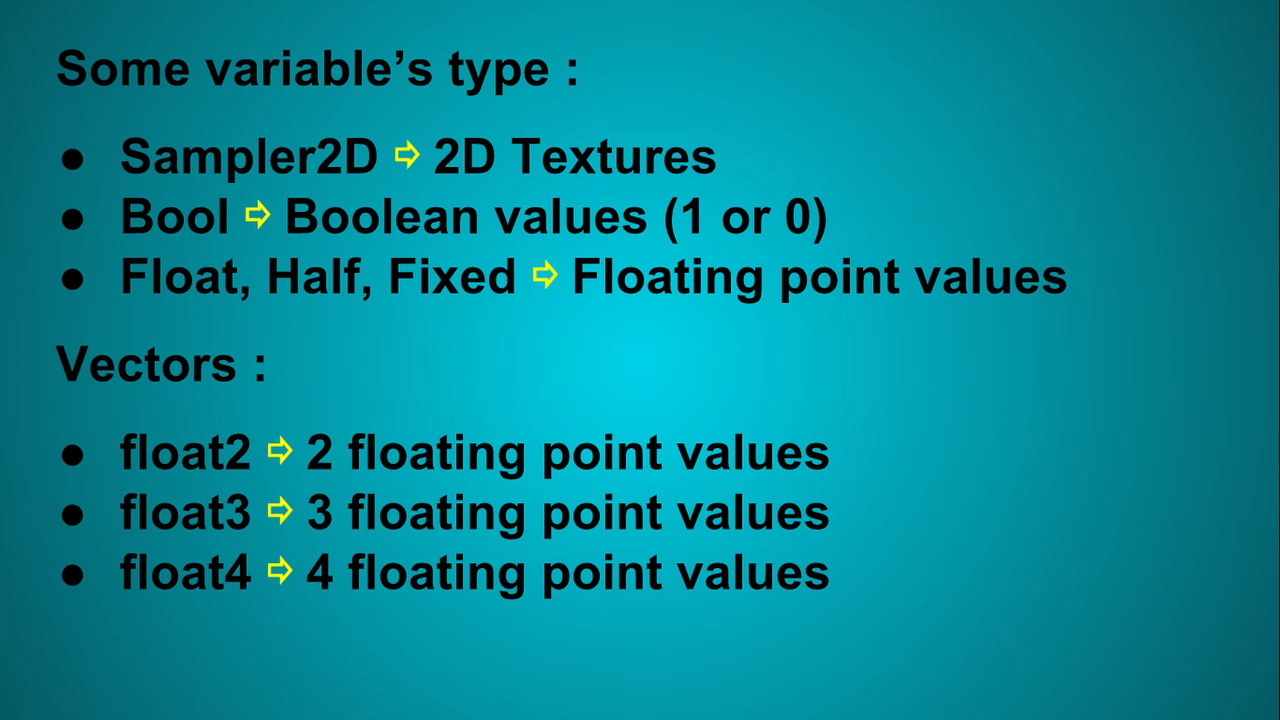 Some variable’s type :
● Sampler2D ⇨ 2D Textures
● Bool ⇨ Boolean values (1 or 0)
● Float, Half, Fixed ⇨ Floating point values
Vectors :
● float2 ⇨ 2 floating point values
● float3 ⇨ 3 floating point values
● float4 ⇨ 4 floating point values